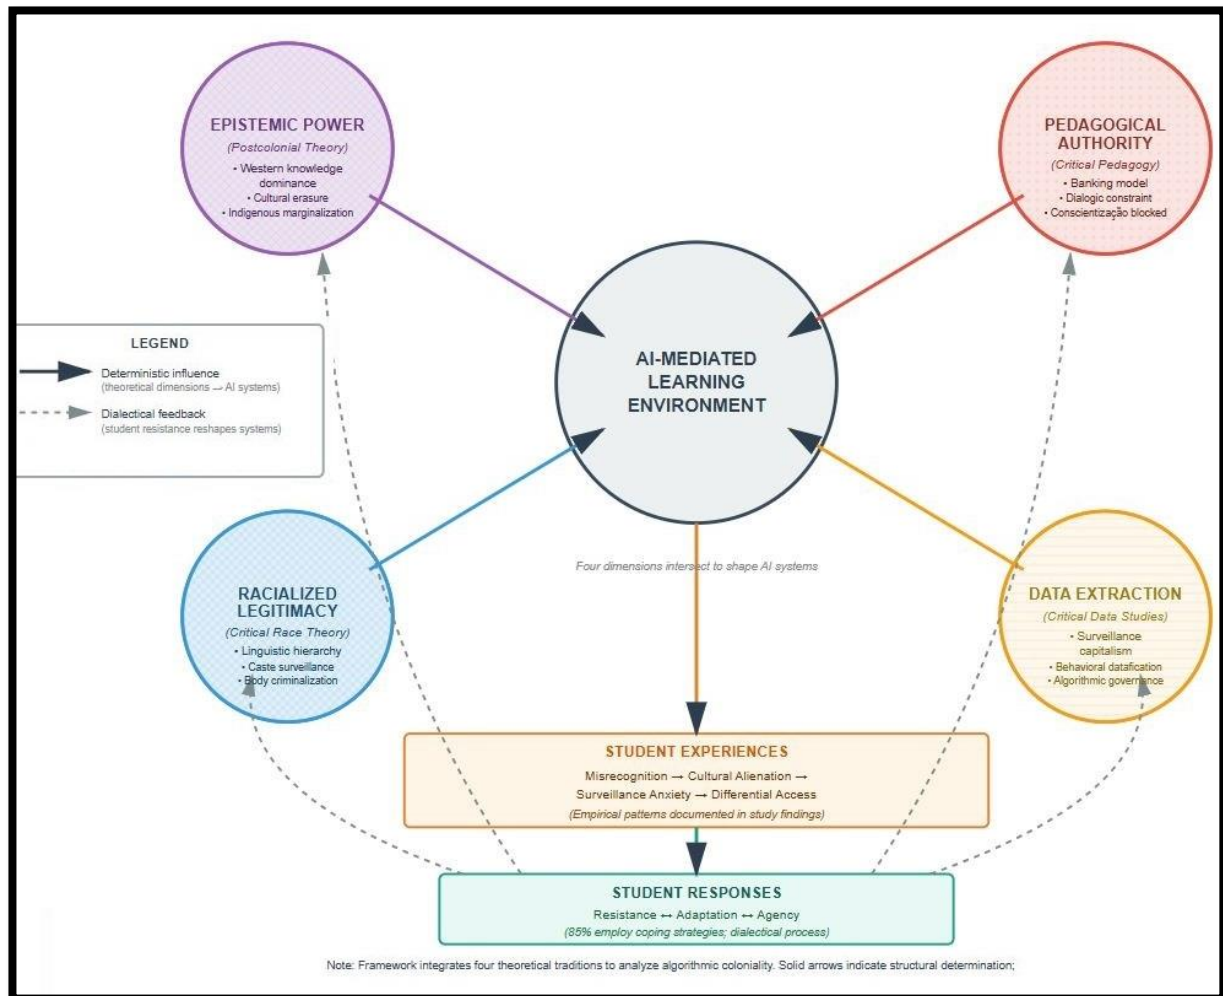 EPISTEMIC POWER
(Postcolonial Theory)
• Western knowledge
dominance
• Cultural erasure
• Indigenous marginalization
PEDAGOGICAL
AUTHORITY
(Critical Pedagogy)
• Banking model
• Dialogic constraint
• Conscientização blocked
AI-MEDIATED
LEARNING
ENVIRONMENT
LEGEND
Deterministic influence
(theoretical dimensions → AI systems)
Dialectical feedback
(student resistance reshapes systems)
Four dimensions intersect to shape AI systems
RACIALIZED
LEGITIMACY
(Critical Race Theory)
• Linguistic hierarchy
• Caste surveillance
• Body criminalization
DATA EXTRACTION
(Critical Data Studies)
• Surveillance
capitalism
• Behavioral datafication
• Algorithmic governance
STUDENT EXPERIENCES
Misrecognition → Cultural Alienation →
Surveillance Anxiety → Differential Access
(Empirical patterns documented in study findings)
STUDENT RESPONSES
Resistance ↔ Adaptation ↔ Agency
(85% employ coping strategies; dialectical process)
Note: Framework integrates four theoretical traditions to analyze algorithmic coloniality. Solid arrows indicate structural determination;